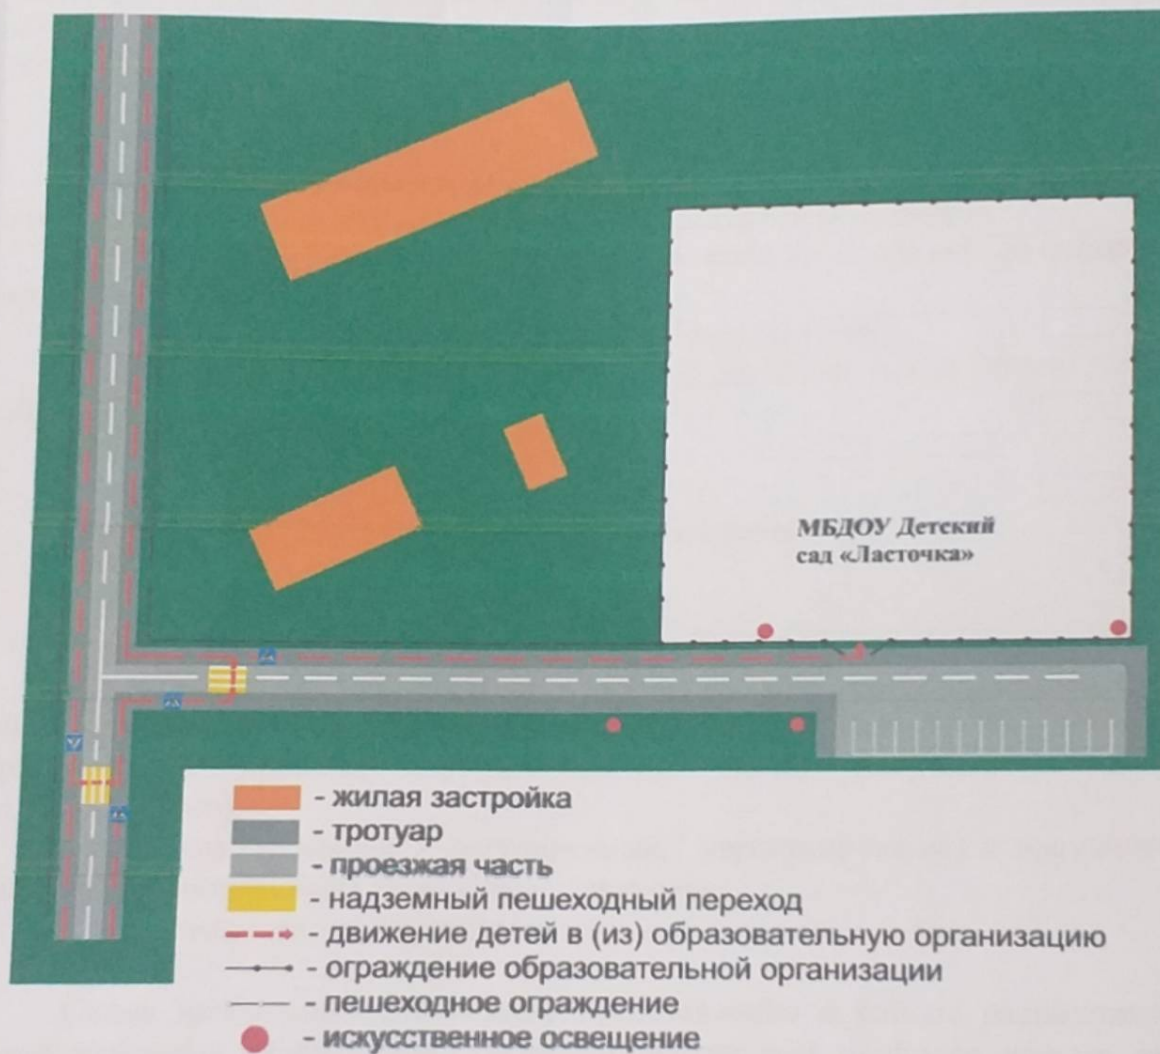 МБДОУ Детский
сад «Ласточка»
- жилая застройка
- тротуар
- проезжая часть
- надземный пешеходный переход
- движение детей в (из) образовательную организацию
- ограждение образовательной организации
- пешеходное ограждение
- искусственное освещение